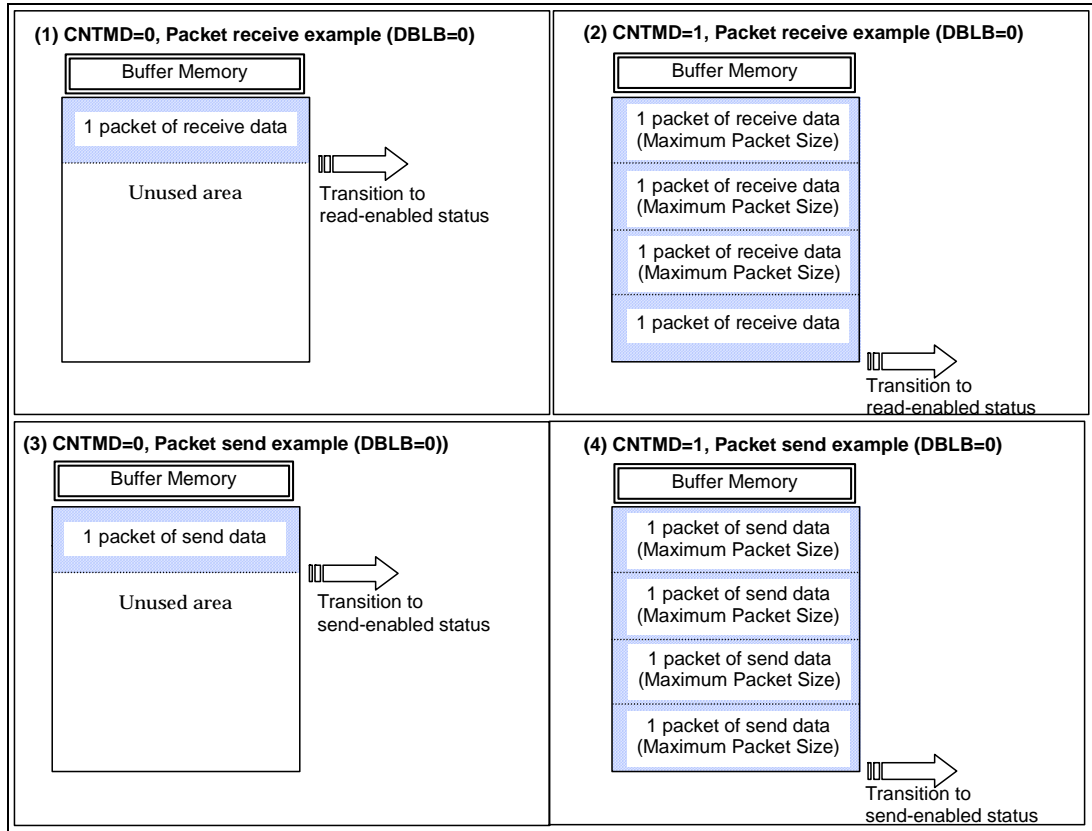 (1) CNTMD=0, Packet receive example (DBLB=0)
Buffer Memory
1 packet of receive data
Unused area
Transition to
read-enabled status
(2) CNTMD=1, Packet receive example (DBLB=0)
Buffer Memory
1 packet of receive data
(Maximum Packet Size)
1 packet of receive data
(Maximum Packet Size)
1 packet of receive data
(Maximum Packet Size)
1 packet of receive data
Transition to
read-enabled status
(3) CNTMD=0, Packet send example (DBLB=0))
Buffer Memory
1 packet of send data
Unused area
Transition to
send-enabled status
(4) CNTMD=1, Packet send example (DBLB=0)
Buffer Memory
1 packet of send data
(Maximum Packet Size)
1 packet of send data
(Maximum Packet Size)
1 packet of send data
(Maximum Packet Size)
1 packet of send data
(Maximum Packet Size)
Transition to
send-enabled status